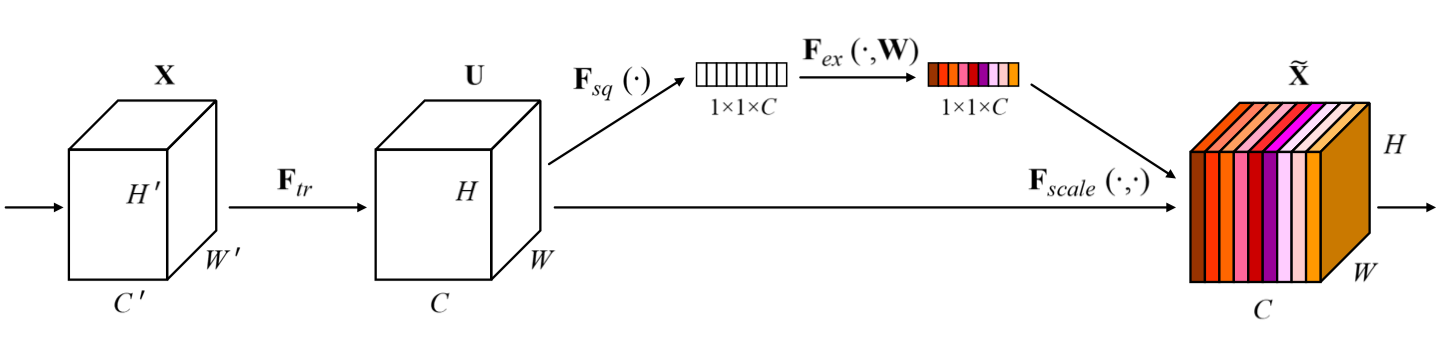 X
H′
W′
C′
F_tr
U
H
W
C
F_sq (·)
1×1×C
F_ex (·,W)
1×1×C
F_scale (·,·)
X̃
H
W
C